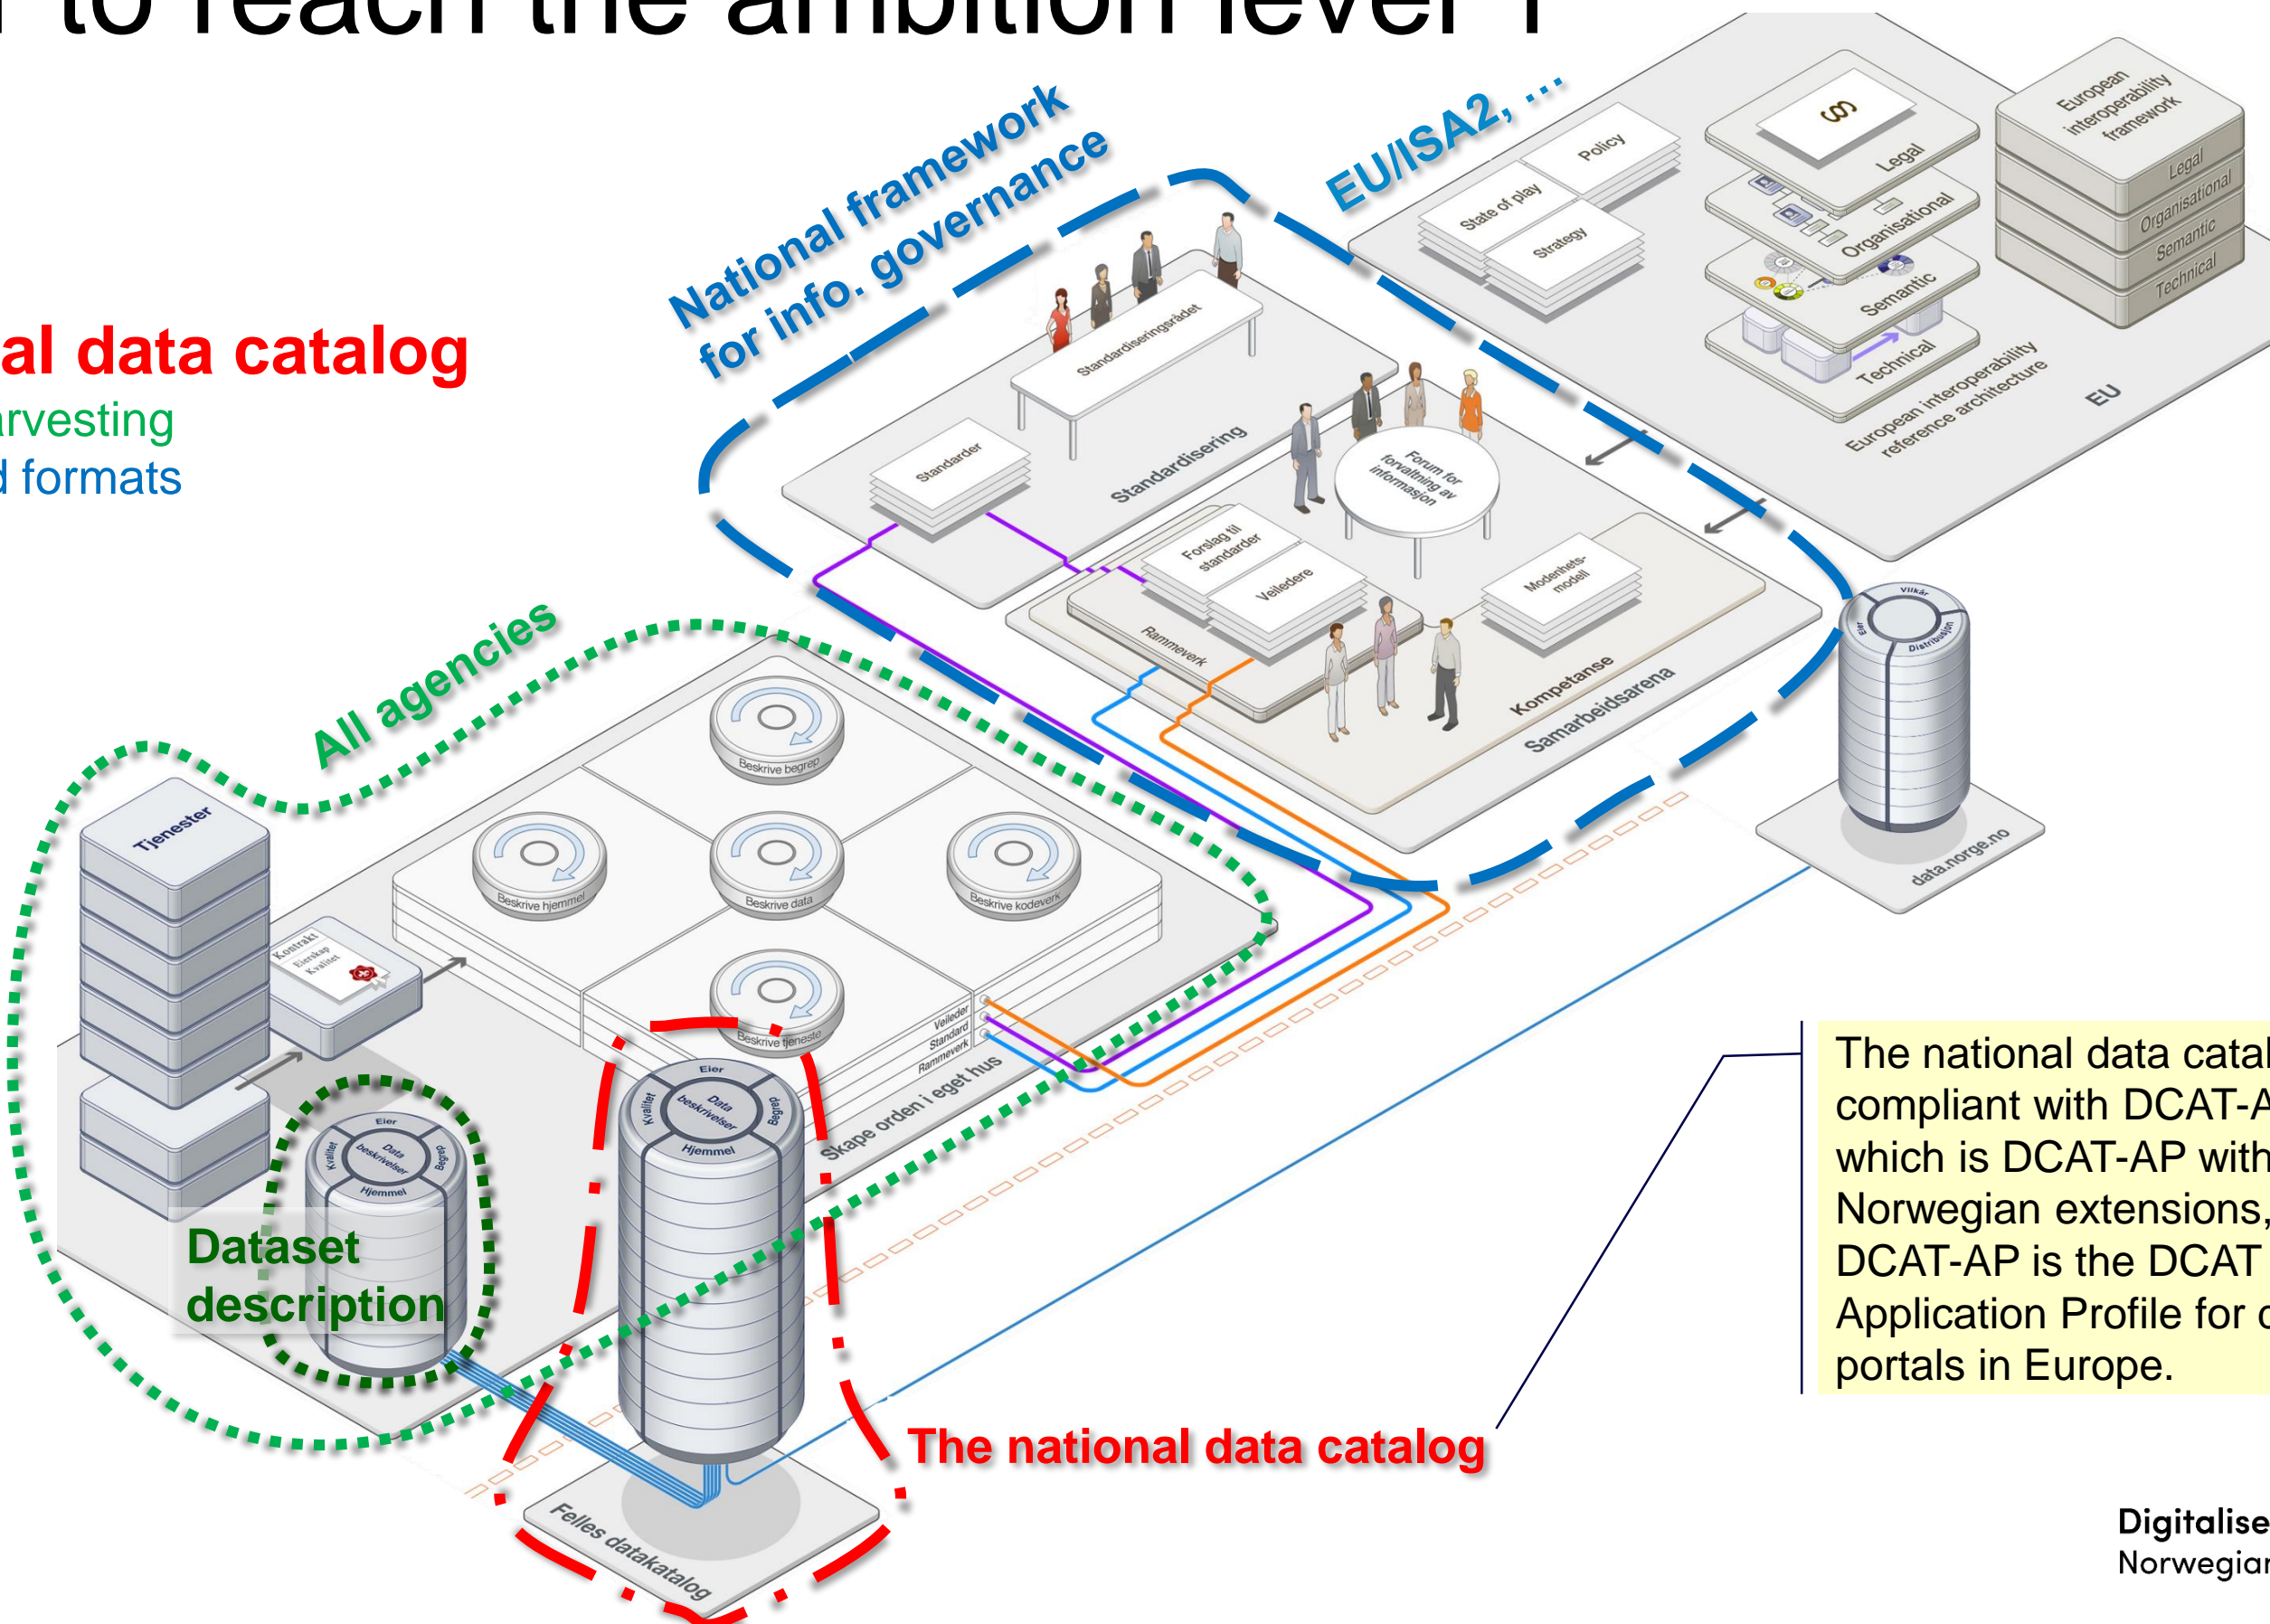 to reach the ambition level 1
al data catalog
arvesting
d formats
National framework
for info. governance
EU/ISA2, ...
State of play
Policy
Strategy
Legal
Organisational
Semantic
Technical
European interoperability
reference architecture
EU
European
interoperability
framework
Legal
Organisational
Semantic
Technical
Standardiseringsrådet
Standarder
Standardisering
Forum for
forvaltning av
informasjon
Forslag til
standarder
Veiledere
Modenhets-
modell
Rammeverk
Kompetanse
Samarbeidsarena
Vilkår
Eier
Distribusjon
data.norge.no
All agencies
Tjenester
Kontrakt
Eierskap
Kvalitet
Beskrive begrep
Beskrive hjemmel
Beskrive data
Beskrive kodeverk
Beskrive tjeneste
Veileder
Standard
Rammeverk
Skape orden i eget hus
Eier
Kvalitet
Data
beskrivelser
Begrep
Hjemmel
Eier
Kvalitet
Data
beskrivelser
Begrep
Hjemmel
Dataset
description
Felles datakatalog
The national data catalog
The national data catal
compliant with DCAT-A
which is DCAT-AP with
Norwegian extensions,
DCAT-AP is the DCAT
Application Profile for
portals in Europe.
Digitalise
Norwegian